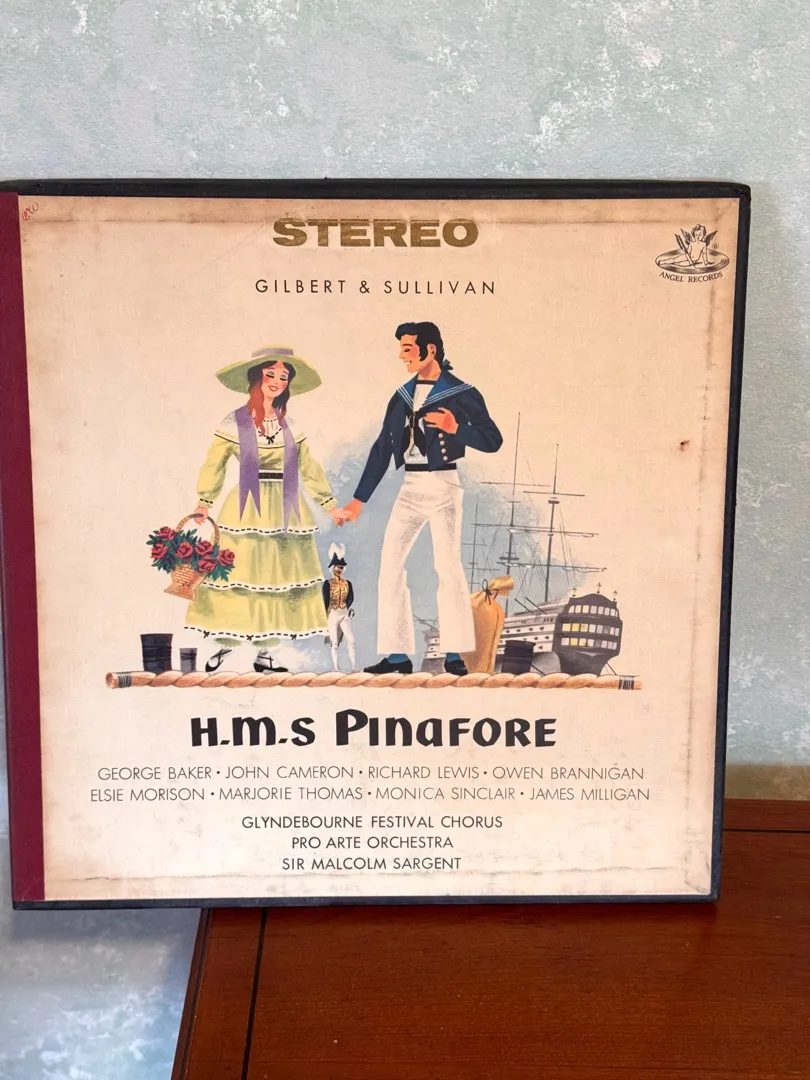 STEREO
ANGEL RECORDS
GILBERT & SULLIVAN
H.M.S PINAFORE
GEORGE BAKER • JOHN CAMERON • RICHARD LEWIS • OWEN BRANNIGAN
ELSIE MORISON • MARJORIE THOMAS • MONICA SINCLAIR • JAMES MILLIGAN
GLYNDEBOURNE FESTIVAL CHORUS
PRO ARTE ORCHESTRA
SIR MALCOLM SARGENT